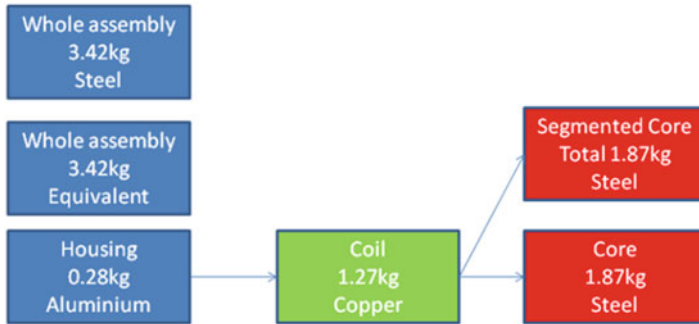 Whole assembly
3.42kg
Steel
Whole assembly
3.42kg
Equivalent
Housing
0.28kg
Aluminium
Coil
1.27kg
Copper
Segmented Core
Total 1.87kg
Steel
Core
1.87kg
Steel